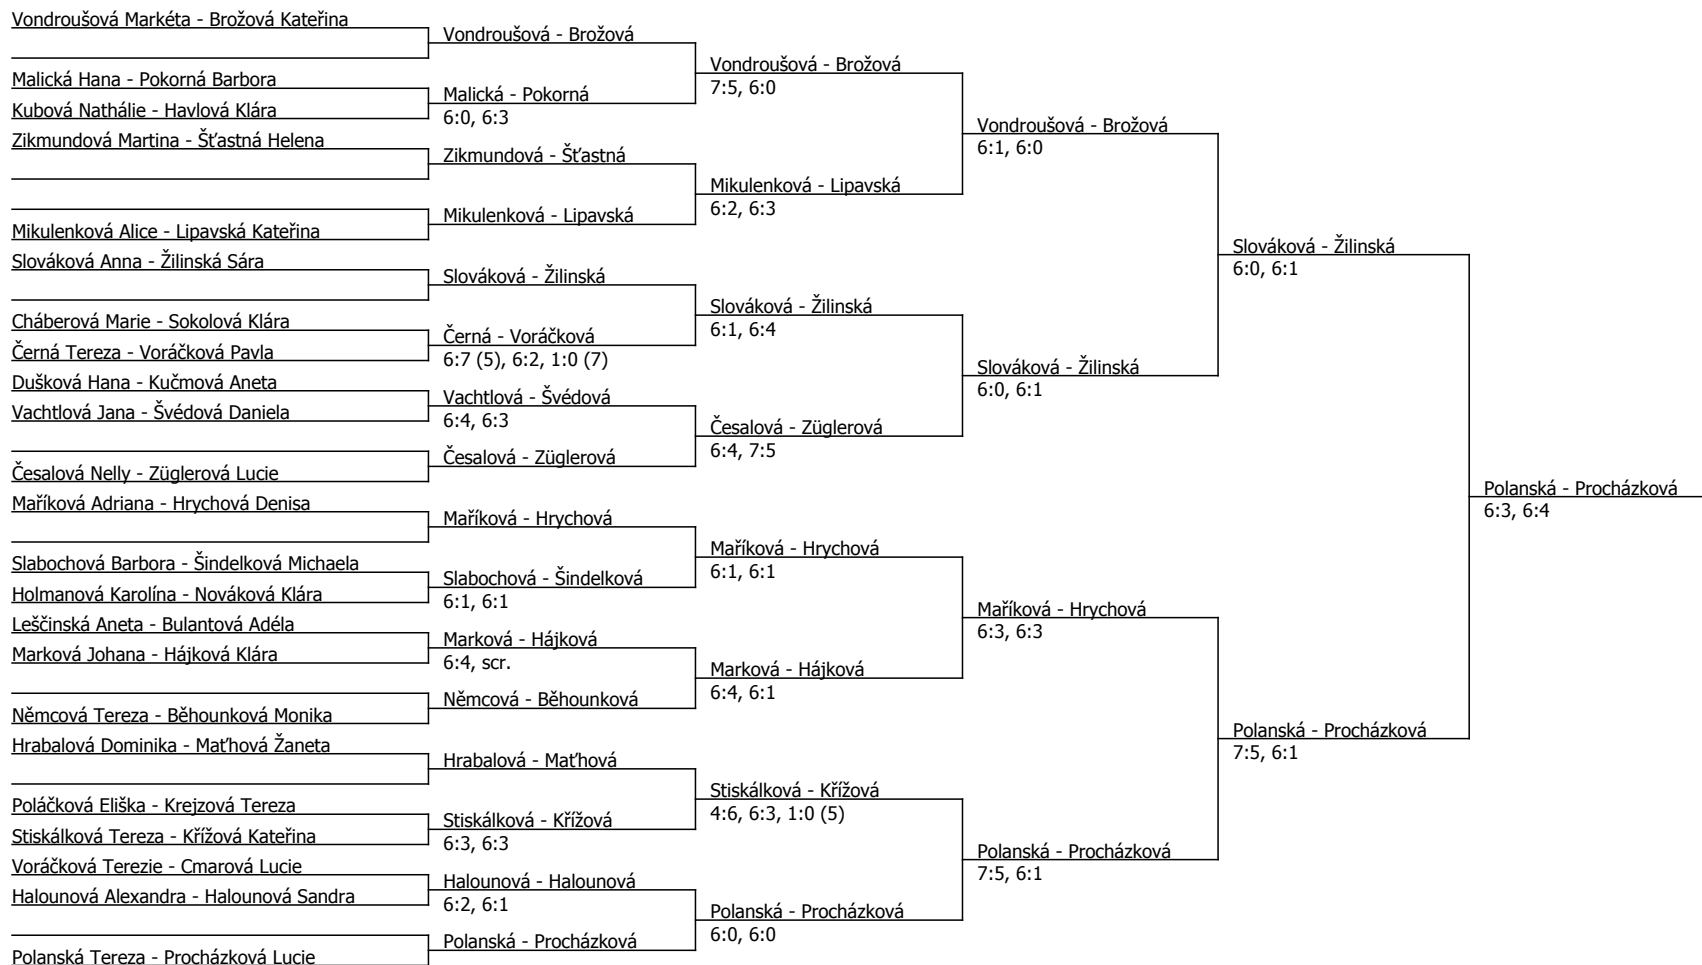 Vondroušová Markéta - Brožová Kateřina
Malická Hana - Pokorná Barbora
Kubová Nathálie - Havlová Klára
Zikmundová Martina - Šťastná Helena
Mikulenková Alice - Lipavská Kateřina
Slováková Anna - Žilinská Sára
Cháberová Marie - Sokolová Klára
Černá Tereza - Voráčková Pavla
Dušková Hana - Kučmová Aneta
Vachtlová Jana - Švédová Daniela
Česalová Nelly - Züglerová Lucie
Maříková Adriana - Hrychová Denisa
Slabochová Barbora - Šindelková Michaela
Holmanová Karolína - Nováková Klára
Leščinská Aneta - Bulantová Adéla
Marková Johana - Hájková Klára
Němcová Tereza - Běhounková Monika
Hrabalová Dominika - Maťhová Žaneta
Poláčková Eliška - Krejzová Tereza
Stiskálková Tereza - Křížová Kateřina
Voráčková Terezie - Cmarová Lucie
Halounová Alexandra - Halounová Sandra
Polanská Tereza - Procházková Lucie
Vondroušová - Brožová
Malická - Pokorná
6:0, 6:3
Zikmundová - Šťastná
Mikulenková - Lipavská
Slováková - Žilinská
Černá - Voráčková
6:7 (5), 6:2, 1:0 (7)
Vachtlová - Švédová
6:4, 6:3
Česalová - Züglerová
Maříková - Hrychová
Slabochová - Šindelková
6:1, 6:1
Marková - Hájková
6:4, scr.
Němcová - Běhounková
Hrabalová - Maťhová
Stiskálková - Křížová
6:3, 6:3
Halounová - Halounová
6:2, 6:1
Polanská - Procházková
Vondroušová - Brožová
7:5, 6:0
Mikulenková - Lipavská
6:2, 6:3
Slováková - Žilinská
6:1, 6:4
Česalová - Züglerová
6:4, 7:5
Maříková - Hrychová
6:1, 6:1
Marková - Hájková
6:4, 6:1
Stiskálková - Křížová
4:6, 6:3, 1:0 (5)
Polanská - Procházková
6:0, 6:0
Vondroušová - Brožová
6:1, 6:0
Slováková - Žilinská
6:0, 6:1
Maříková - Hrychová
6:3, 6:3
Polanská - Procházková
7:5, 6:1
Slováková - Žilinská
6:0, 6:1
Polanská - Procházková
7:5, 6:1
Polanská - Procházková
6:3, 6:4